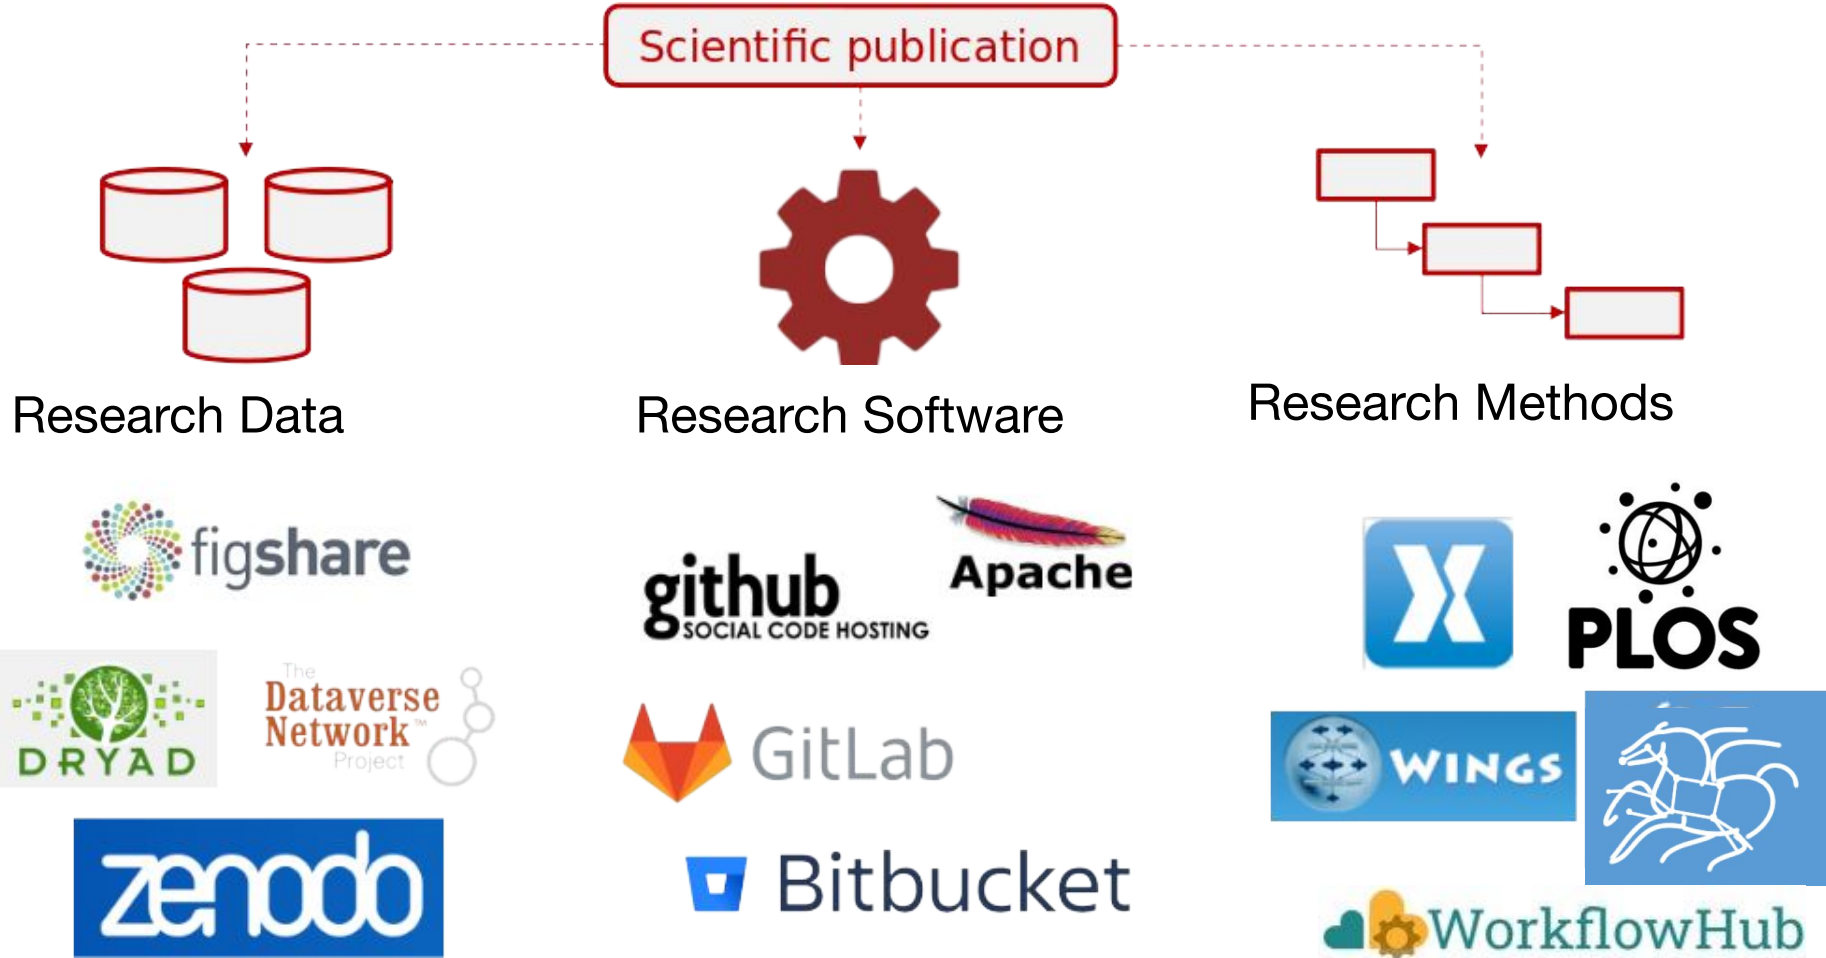 Scientific publication
Research Data
Research Software
Research Methods
figshare
DRYAD
The
Dataverse
Network™
Project
zenodo
github
SOCIAL CODE HOSTING
Apache
GitLab
Bitbucket
PLOS
WINGS
WorkflowHub